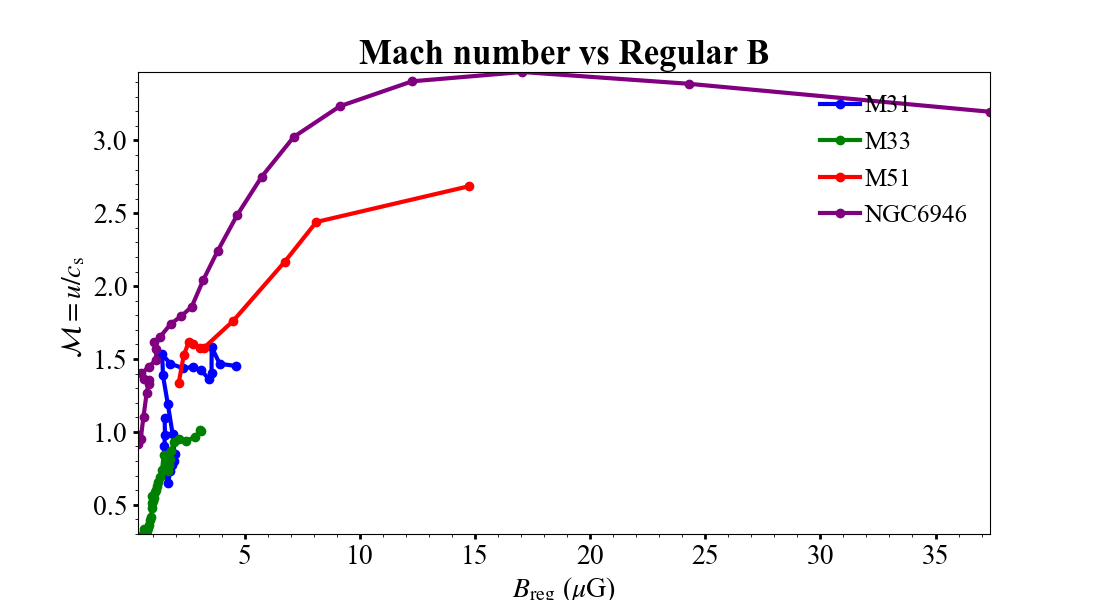 Mach number vs Regular B
3.0
2.5
2.0
1.5
1.0
0.5
ℳ = u/cₛ
M31
M33
M51
NGC6946
5 10 15 20 25 30 35
B_reg (μG)